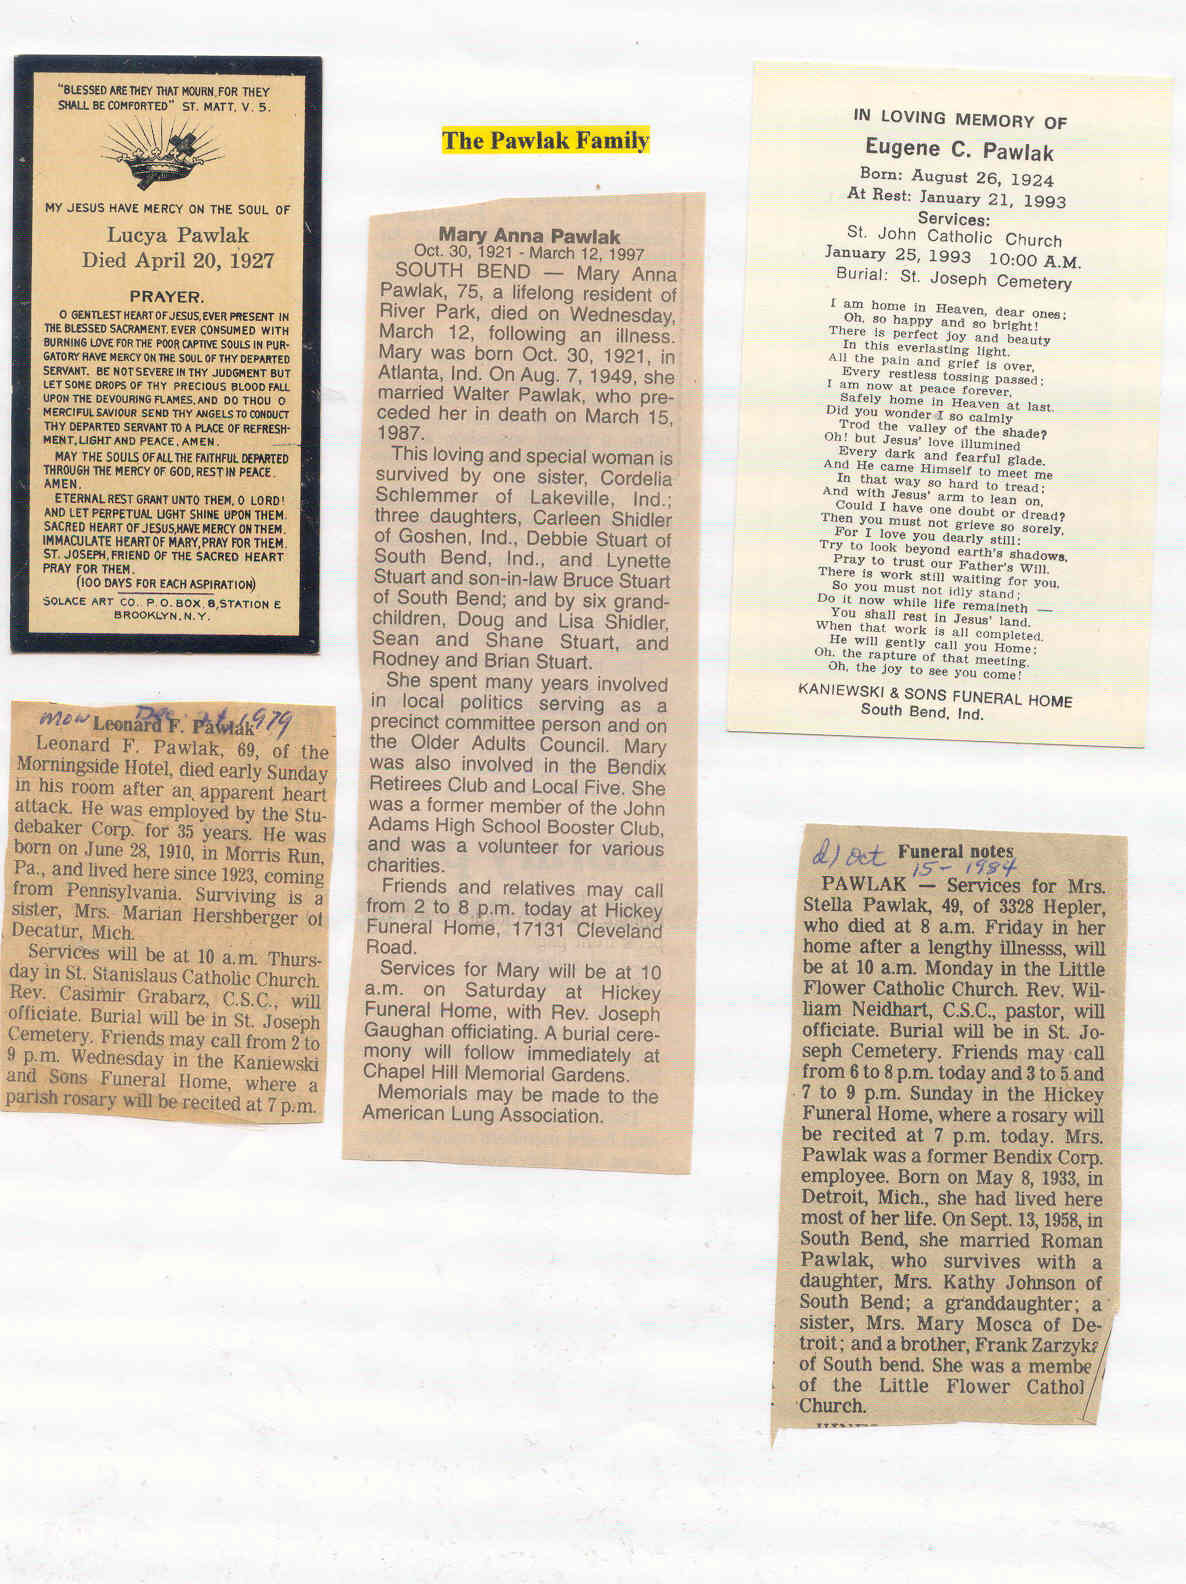 The Pawlak Family
"BLESSED ARE THEY THAT MOURN, FOR THEY
SHALL BE COMFORTED" ST. MATT, V. 5.
MY JESUS HAVE MERCY ON THE SOUL OF
Lucya Pawlak
Died April 20, 1927
PRAYER.
O GENTLEST HEART OF JESUS, EVER PRESENT IN
THE BLESSED SACRAMENT, EVER CONSUMED WITH
BURNING LOVE FOR THE POOR CAPTIVE SOULS IN PUR-
GATORY HAVE MERCY ON THE SOUL OF THY DEPARTED
SERVANT. BE NOT SEVERE IN THY JUDGMENT BUT
LET SOME DROPS OF THY PRECIOUS BLOOD FALL
UPON THE DEVOURING FLAMES, AND DO THOU O
MERCIFUL SAVIOUR SEND THY ANGELS TO CONDUCT
THY DEPARTED SERVANT TO A PLACE OF REFRESH-
MENT, LIGHT AND PEACE, AMEN.
MAY THE SOULS OF ALL THE FAITHFUL DEPARTED
THROUGH THE MERCY OF GOD, REST IN PEACE.
AMEN.
ETERNAL REST GRANT UNTO THEM, O LORD!
AND LET PERPETUAL LIGHT SHINE UPON THEM.
SACRED HEART OF JESUS, HAVE MERCY ON THEM.
IMMACULATE HEART OF MARY, PRAY FOR THEM.
ST. JOSEPH, FRIEND OF THE SACRED HEART
PRAY FOR THEM.
(100 DAYS FOR EACH ASPIRATION)
SOLACE ART CO., P.O. BOX, 8, STATION E
BROOKLYN, N.Y.
Mon Dec 1979
Leonard F. Pawlak
Leonard F. Pawlak, 69, of the
Morningside Hotel, died early Sunday
in his room after an apparent heart
attack. He was employed by the Stu-
debaker Corp. for 35 years. He was
born on June 28, 1910, in Morris Run,
Pa., and lived here since 1923, coming
from Pennsylvania. Surviving is a
sister, Mrs. Marian Hershberger of
Decatur, Mich.
Services will be at 10 a.m. Thurs-
day in St. Stanislaus Catholic Church.
Rev. Casimir Grabarz, C.S.C., will
officiate. Burial will be in St. Joseph
Cemetery. Friends may call from 2 to
9 p.m. Wednesday in the Kaniewski
and Sons Funeral Home, where a
parish rosary will be recited at 7 p.m.
Mary Anna Pawlak
Oct. 30, 1921 - March 12, 1997
SOUTH BEND — Mary Anna
Pawlak, 75, a lifelong resident of
River Park, died on Wednesday,
March 12, following an illness.
Mary was born Oct. 30, 1921, in
Atlanta, Ind. On Aug. 7, 1949, she
married Walter Pawlak, who pre-
ceded her in death on March 15,
1987.
This loving and special woman is
survived by one sister, Cordelia
Schlemmer of Lakeville, Ind.;
three daughters, Carleen Shidler
of Goshen, Ind., Debbie Stuart of
South Bend, Ind., and Lynette
Stuart and son-in-law Bruce Stuart
of South Bend; and by six grand-
children, Doug and Lisa Shidler,
Sean and Shane Stuart, and
Rodney and Brian Stuart.
She spent many years involved
in local politics serving as a
precinct committee person and on
the Older Adults Council. Mary
was also involved in the Bendix
Retirees Club and Local Five. She
was a former member of the John
Adams High School Booster Club,
and was a volunteer for various
charities.
Friends and relatives may call
from 2 to 8 p.m. today at Hickey
Funeral Home, 17131 Cleveland
Road.
Services for Mary will be at 10
a.m. on Saturday at Hickey
Funeral Home, with Rev. Joseph
Gaughan officiating. A burial cere-
mony will follow immediately at
Chapel Hill Memorial Gardens.
Memorials may be made to the
American Lung Association.
IN LOVING MEMORY OF
Eugene C. Pawlak
Born: August 26, 1924
At Rest: January 21, 1993
Services:
St. John Catholic Church
January 25, 1993 10:00 A.M.
Burial: St. Joseph Cemetery
I am home in Heaven, dear ones;
Oh, so happy and so bright!
There is perfect joy and beauty
In this everlasting light.
All the pain and grief is over,
Every restless tossing passed;
I am now at peace forever,
Safely home in Heaven at last.
Did you wonder I so calmly
Trod the valley of the shade?
Oh! but Jesus' love illumined
Every dark and fearful glade.
And He came Himself to meet me
In that way so hard to tread;
And with Jesus' arm to lean on,
Could I have one doubt or dread?
Then you must not grieve so sorely,
For I love you dearly still:
Try to look beyond earth's shadows,
Pray to trust our Father's Will.
There is work still waiting for you,
So you must not idly stand;
Do it now while life remaineth —
You shall rest in Jesus' land.
When that work is all completed,
He will gently call you Home;
Oh, the rapture of that meeting,
Oh, the joy to see you come!
KANIEWSKI & SONS FUNERAL HOME
South Bend, Ind.
d) Oct
15-1984
Funeral notes
PAWLAK — Services for Mrs.
Stella Pawlak, 49, of 3328 Hepler,
who died at 8 a.m. Friday in her
home after a lengthy illnesss, will
be at 10 a.m. Monday in the Little
Flower Catholic Church. Rev. Wil-
liam Neidhart, C.S.C., pastor, will
officiate. Burial will be in St. Jo-
seph Cemetery. Friends may call
from 6 to 8 p.m. today and 3 to 5 and
7 to 9 p.m. Sunday in the Hickey
Funeral Home, where a rosary will
be recited at 7 p.m. today. Mrs.
Pawlak was a former Bendix Corp.
employee. Born on May 8, 1933, in
Detroit, Mich., she had lived here
most of her life. On Sept. 13, 1958, in
South Bend, she married Roman
Pawlak, who survives with a
daughter, Mrs. Kathy Johnson of
South Bend; a granddaughter; a
sister, Mrs. Mary Mosca of De-
troit; and a brother, Frank Zarzyka
of South bend. She was a membe
of the Little Flower Cathol
Church.